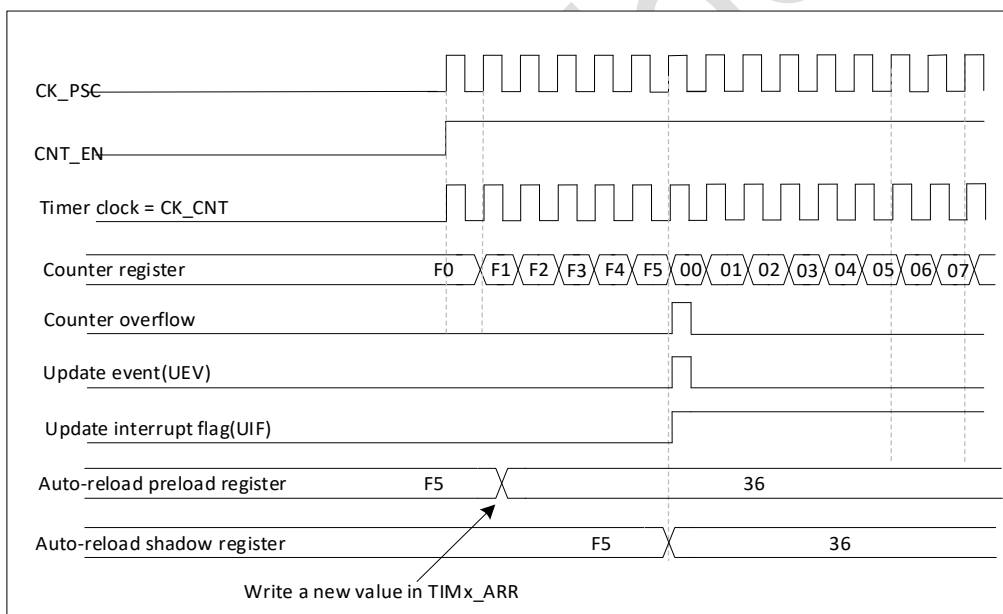 CK_PSC
CNT_EN
Timer clock = CK_CNT
Counter register F0 F1 F2 F3 F4 F5 00 01 02 03 04 05 06 07
Counter overflow
Update event(UEV)
Update interrupt flag(UIF)
Auto-reload preload register F5 36
Auto-reload shadow register F5 36
Write a new value in TIMx_ARR